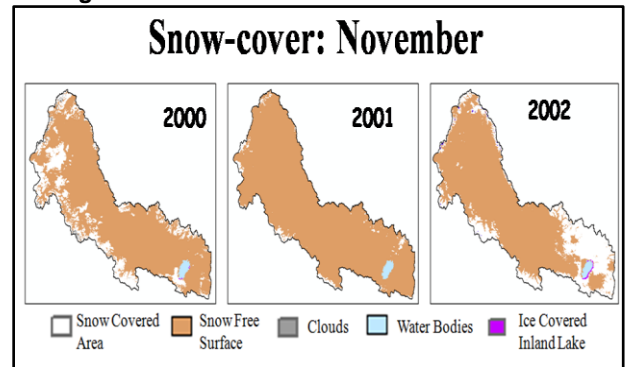 Snow-cover: November
2000
2001
2002
Snow Covered Area
Snow Free Surface
Clouds
Water Bodies
Ice Covered Inland Lake